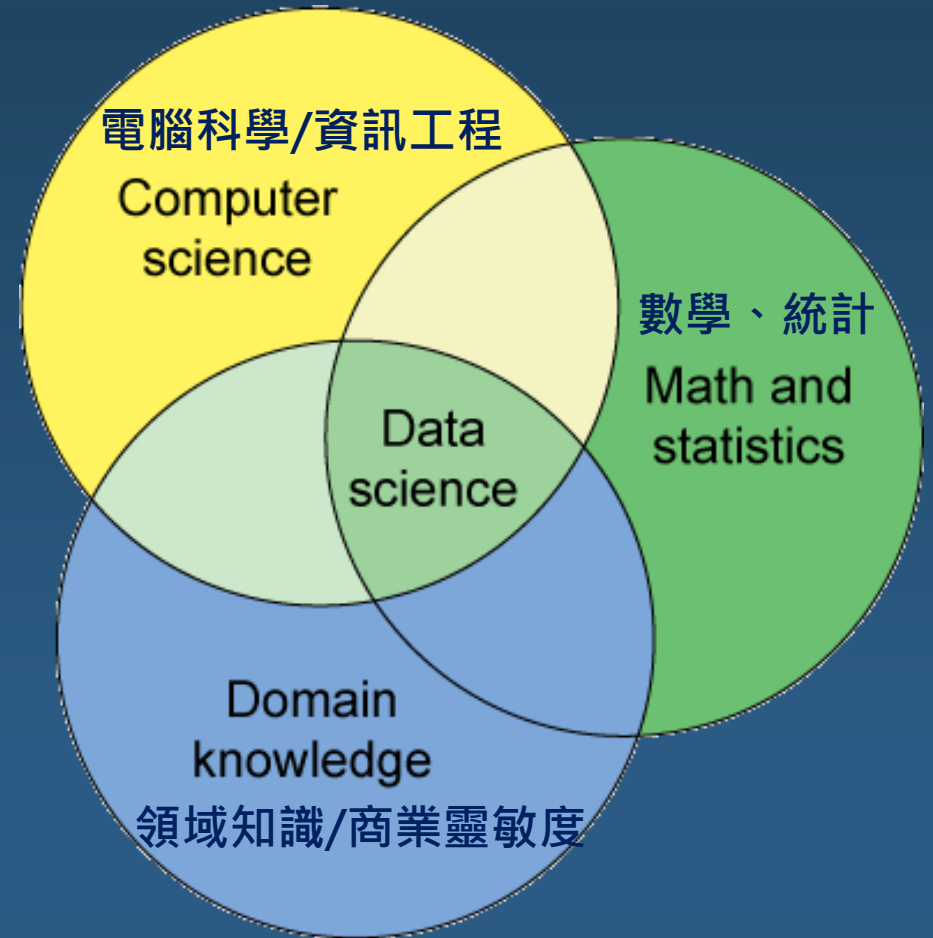 電腦科學/資訊工程
Computer
science
數學、統計
Math and
statistics
Data
science
Domain
knowledge
領域知識/商業靈敏度